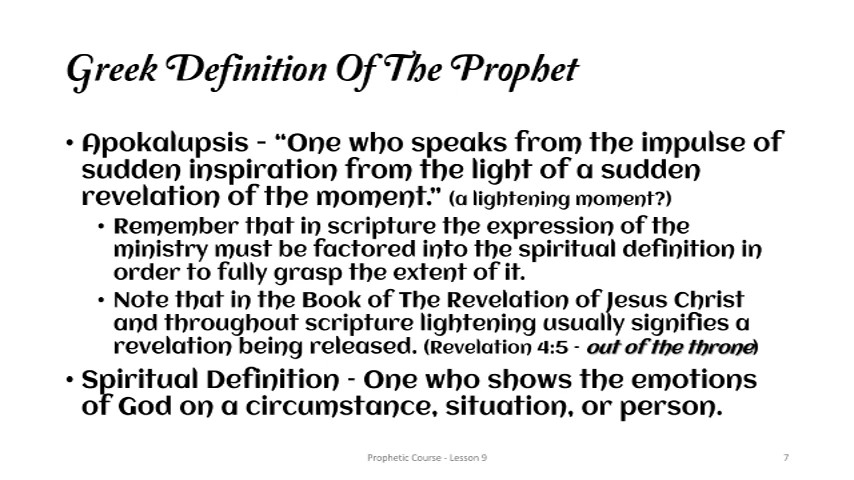 Greek Definition Of The Prophet
• Apokalupsis - “One who speaks from the impulse of
sudden inspiration from the light of a sudden
revelation of the moment.” (a lightening moment?)
• Remember that in scripture the expression of the
ministry must be factored into the spiritual definition in
order to fully grasp the extent of it.
• Note that in the Book of The Revelation of Jesus Christ
and throughout scripture lightening usually signifies a
revelation being released. (Revelation 4:5 - out of the throne)
• Spiritual Definition - One who shows the emotions
of God on a circumstance, situation, or person.
Prophetic Course - Lesson 9
7